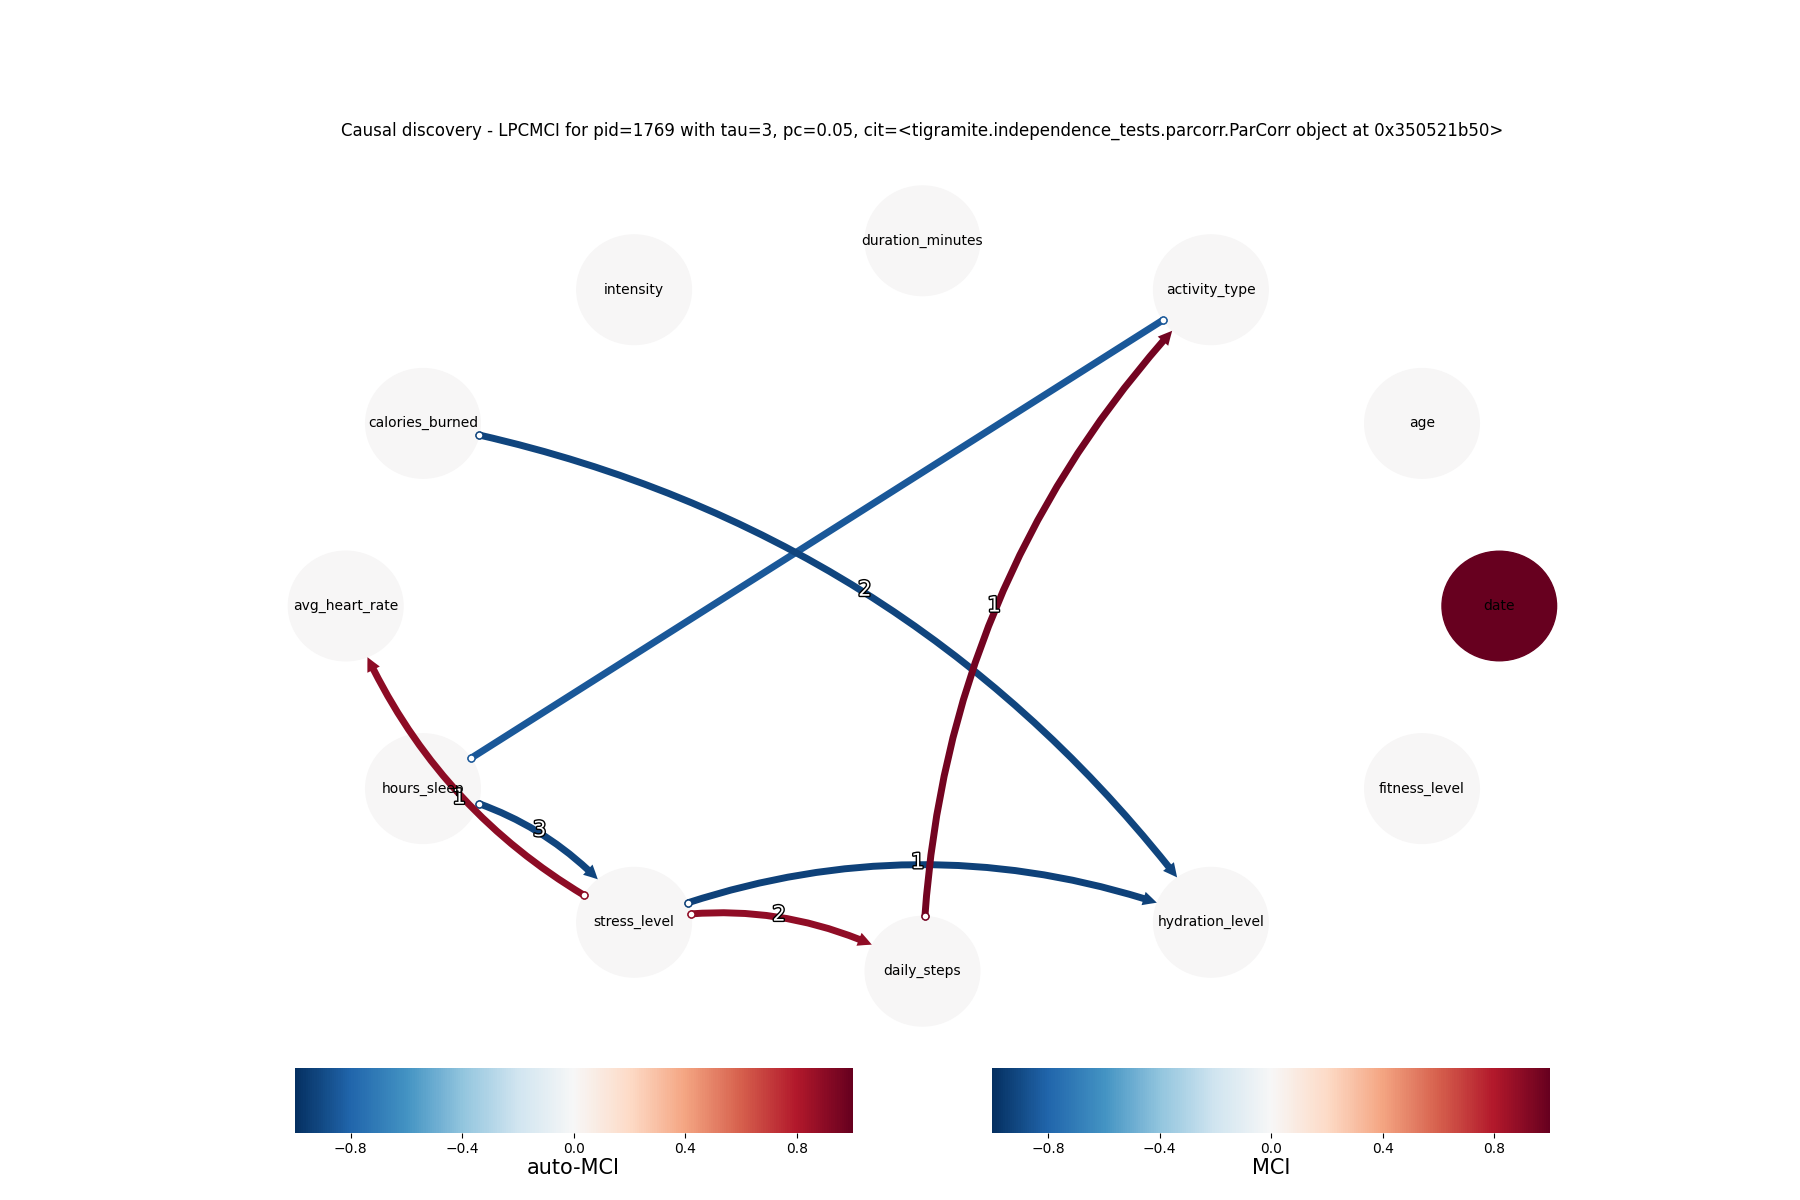 Causal discovery - LPCMCI for pid=1769 with tau=3, pc=0.05, cit=<tigramite.independence_tests.parcorr.ParCorr object at 0x350521b50>
duration_minutes
intensity
activity_type
calories_burned
age
2
1
avg_heart_rate
date
hours_sleep
1
fitness_level
3
1
2
stress_level
hydration_level
daily_steps
−0.8 −0.4 0.0 0.4 0.8
auto-MCI
−0.8 −0.4 0.0 0.4 0.8
MCI